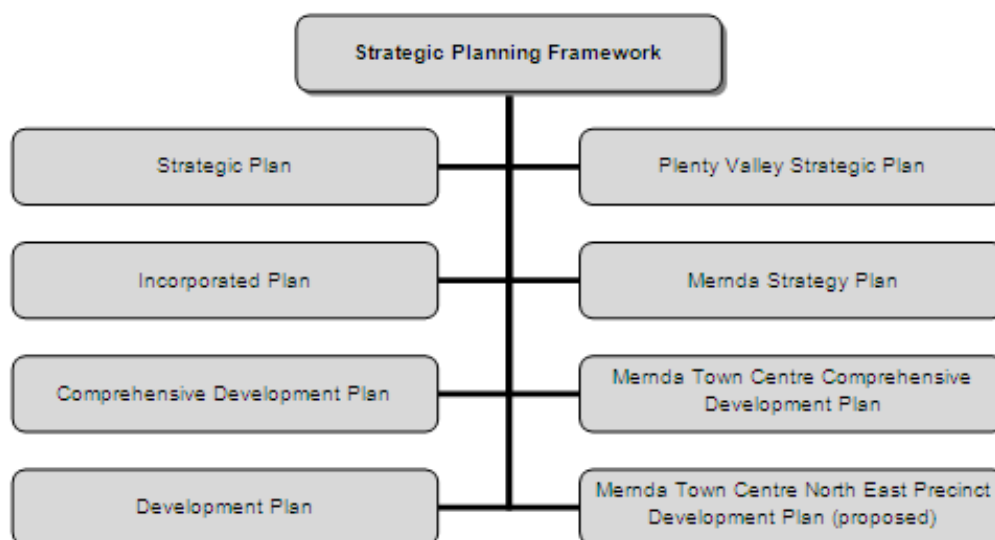 Strategic Planning Framework
Strategic Plan
Plenty Valley Strategic Plan
Incorporated Plan
Mernda Strategy Plan
Comprehensive Development Plan
Mernda Town Centre Comprehensive
Development Plan
Development Plan
Mernda Town Centre North East Precinct
Development Plan (proposed)